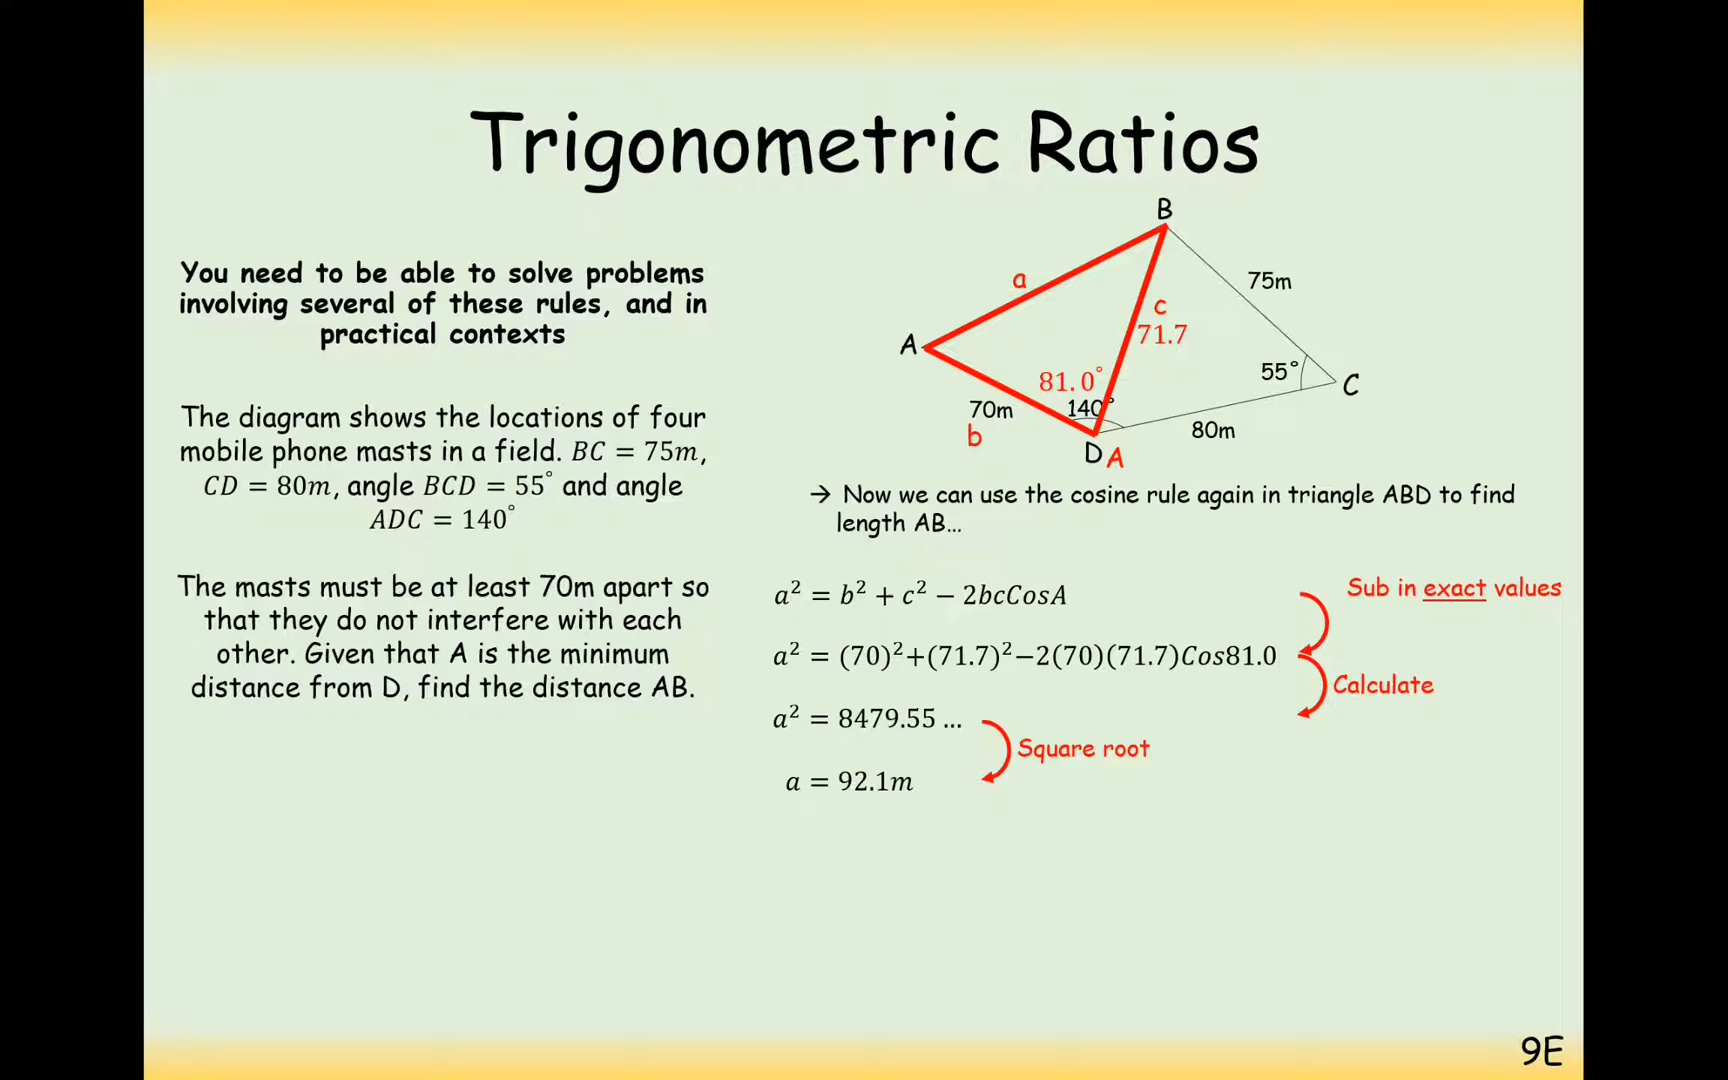 Trigonometric Ratios
You need to be able to solve problems
involving several of these rules, and in
practical contexts
The diagram shows the locations of four
mobile phone masts in a field. BC = 75m,
CD = 80m, angle BCD = 55° and angle
ADC = 140°
The masts must be at least 70m apart so
that they do not interfere with each
other. Given that A is the minimum
distance from D, find the distance AB.
B
a
75m
c
71.7
A
81.0°
55°
C
70m
140°
b
80m
D A
→ Now we can use the cosine rule again in triangle ABD to find
length AB…
a² = b² + c² − 2bcCosA
Sub in exact values
a² = (70)²+(71.7)²−2(70)(71.7)Cos81.0
Calculate
a² = 8479.55 …
Square root
a = 92.1m
9E